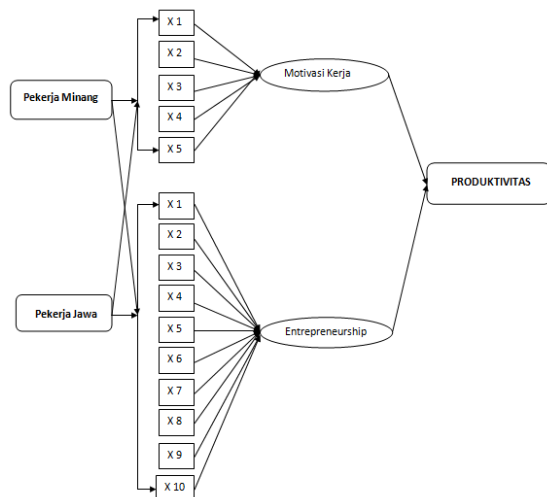 X 1
X 2
X 3
X 4
X 5
Motivasi Kerja
Pekerja Minang
PRODUKTIVITAS
X 1
X 2
X 3
X 4
X 5
X 6
X 7
X 8
X 9
X 10
Pekerja Jawa
Entrepreneurship